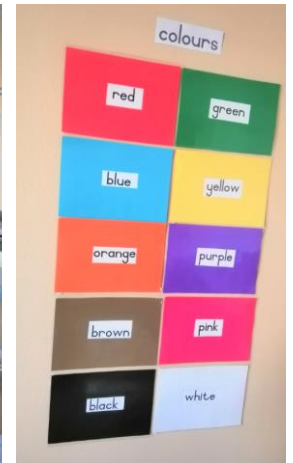 colours
red
green
blue
yellow
orange
purple
brown
pink
black
white